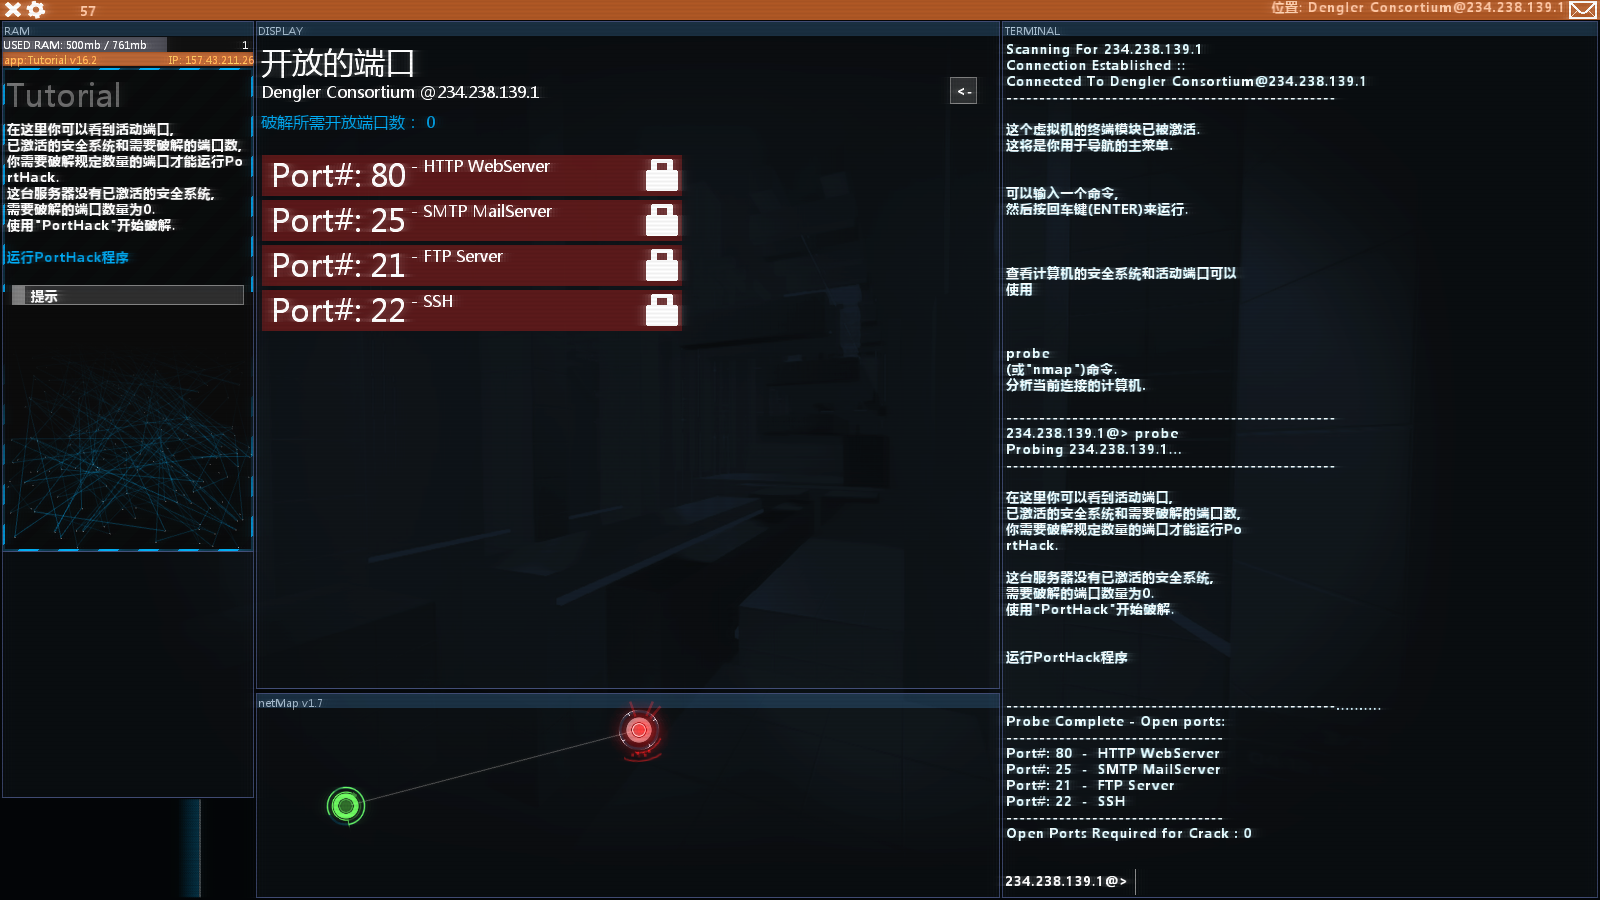 57
位置: Dengler Consortium@234.238.139.1
RAM
USED RAM: 500mb / 761mb 1
app:Tutorial v16.2 IP: 157.43.211.26
Tutorial
在这里你可以看到活动端口,
已激活的安全系统和需要破解的端口数,
你需要破解规定数量的端口才能运行Po
rtHack.
这台服务器没有已激活的安全系统,
需要破解的端口数量为0.
使用"PortHack"开始破解.
运行PortHack程序
提示
DISPLAY
开放的端口
Dengler Consortium @234.238.139.1
<-
破解所需开放端口数： 0
Port#: 80 - HTTP WebServer
Port#: 25 - SMTP MailServer
Port#: 21 - FTP Server
Port#: 22 - SSH
netMap v1.7
TERMINAL
Scanning For 234.238.139.1
Connection Established ::
Connected To Dengler Consortium@234.238.139.1
--------------------------------------------------
这个虚拟机的终端模块已被激活.
这将是你用于导航的主菜单.
可以输入一个命令,
然后按回车键(ENTER)来运行.
查看计算机的安全系统和活动端口可以
使用
probe
(或"nmap")命令.
分析当前连接的计算机.
--------------------------------------------------
234.238.139.1@> probe
Probing 234.238.139.1...
--------------------------------------------------
在这里你可以看到活动端口,
已激活的安全系统和需要破解的端口数,
你需要破解规定数量的端口才能运行Po
rtHack.
这台服务器没有已激活的安全系统,
需要破解的端口数量为0.
使用"PortHack"开始破解.
运行PortHack程序
--------------------------------------------------..........
Probe Complete - Open ports:
---------------------------------
Port#: 80 - HTTP WebServer
Port#: 25 - SMTP MailServer
Port#: 21 - FTP Server
Port#: 22 - SSH
---------------------------------
Open Ports Required for Crack : 0
234.238.139.1@>